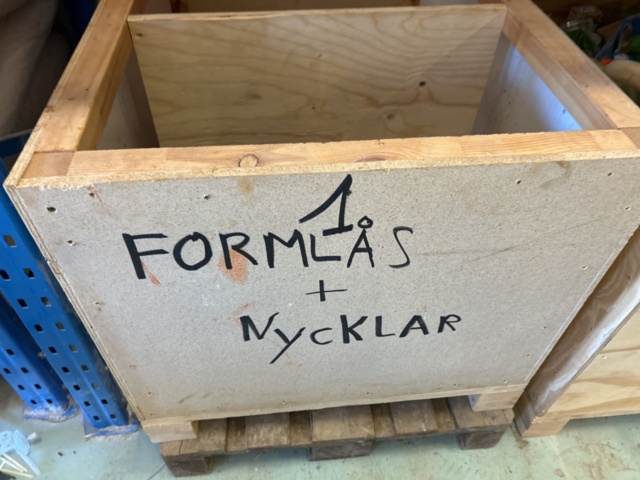 1.
FORMLÅS
+
NYCKLAR